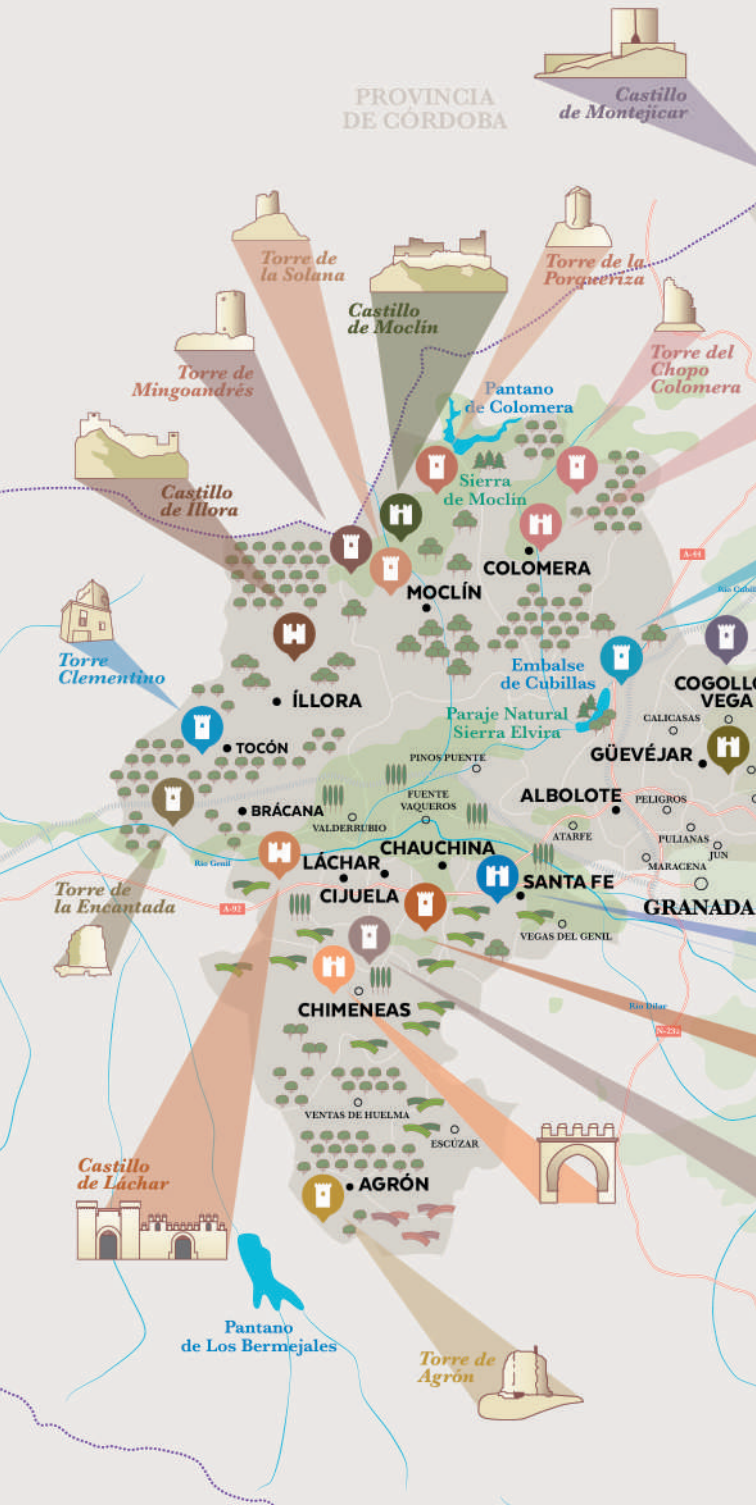 PROVINCIA
DE CÓRDOBA
Castillo
de Montejícar
Torre de
la Solana
Castillo
de Moclín
Torre de la
Porqueriza
Torre de
Mingoandrés
Torre del
Chopo
Colomera
Pantano
de Colomera
Castillo
de Íllora
Sierra
de Moclín
A-44
COLOMERA
MOCLÍN
Río Cubil
Torre
Clementino
Embalse
de Cubillas
COGOLLO
VEGA
ÍLLORA
Paraje Natural
Sierra Elvira
CALICASAS
TOCÓN
PINOS PUENTE
GÜEVÉJAR
BRÁCANA
FUENTE
VAQUEROS
ALBOLOTE
PELIGROS
VALDERRUBIO
ATARFE
PULIANAS
JUN
Río Genil
LÁCHAR
CHAUCHINA
MARACENA
SANTA FE
Torre de
la Encantada
A-92
CIJUELA
GRANADA
VEGAS DEL GENIL
CHIMENEAS
Río Dílar
N-232
VENTAS DE HUELMA
ESCÚZAR
Castillo
de Láchar
AGRÓN
Pantano
de Los Bermejales
Torre de
Agrón